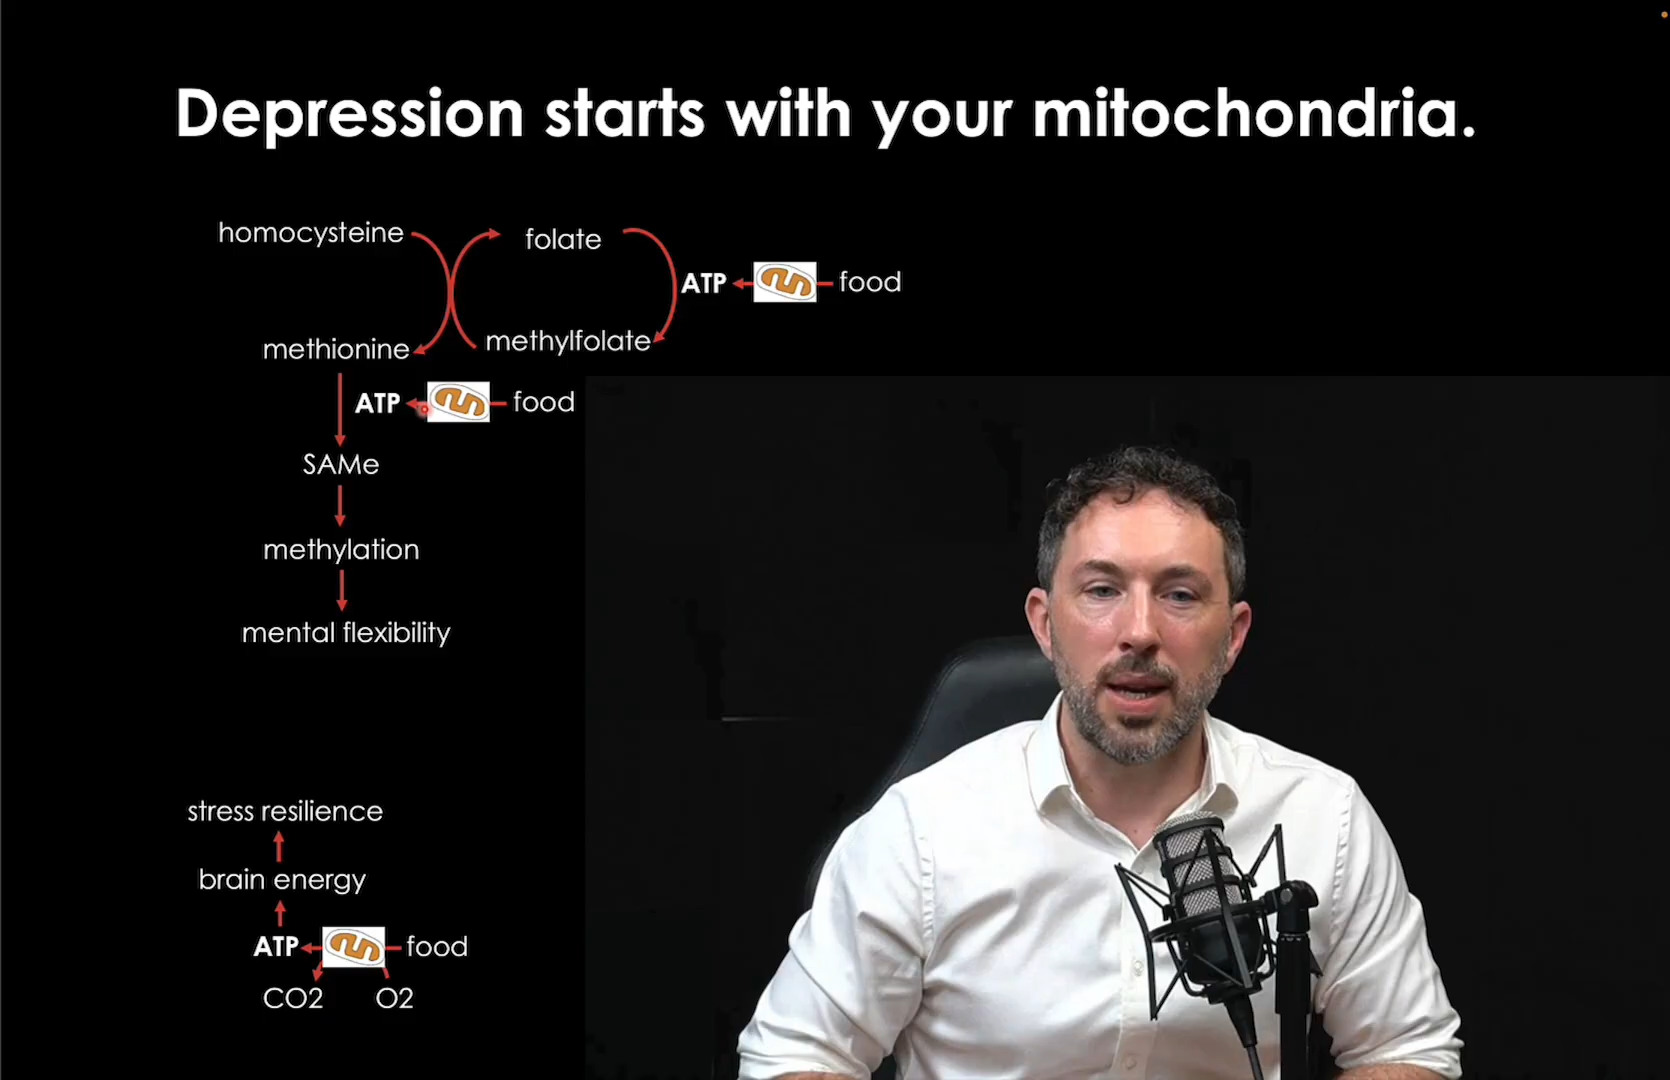 Depression starts with your mitochondria.
homocysteine
folate
ATP
food
methionine
methylfolate
ATP
food
SAMe
methylation
mental flexibility
stress resilience
brain energy
ATP
food
CO2
O2